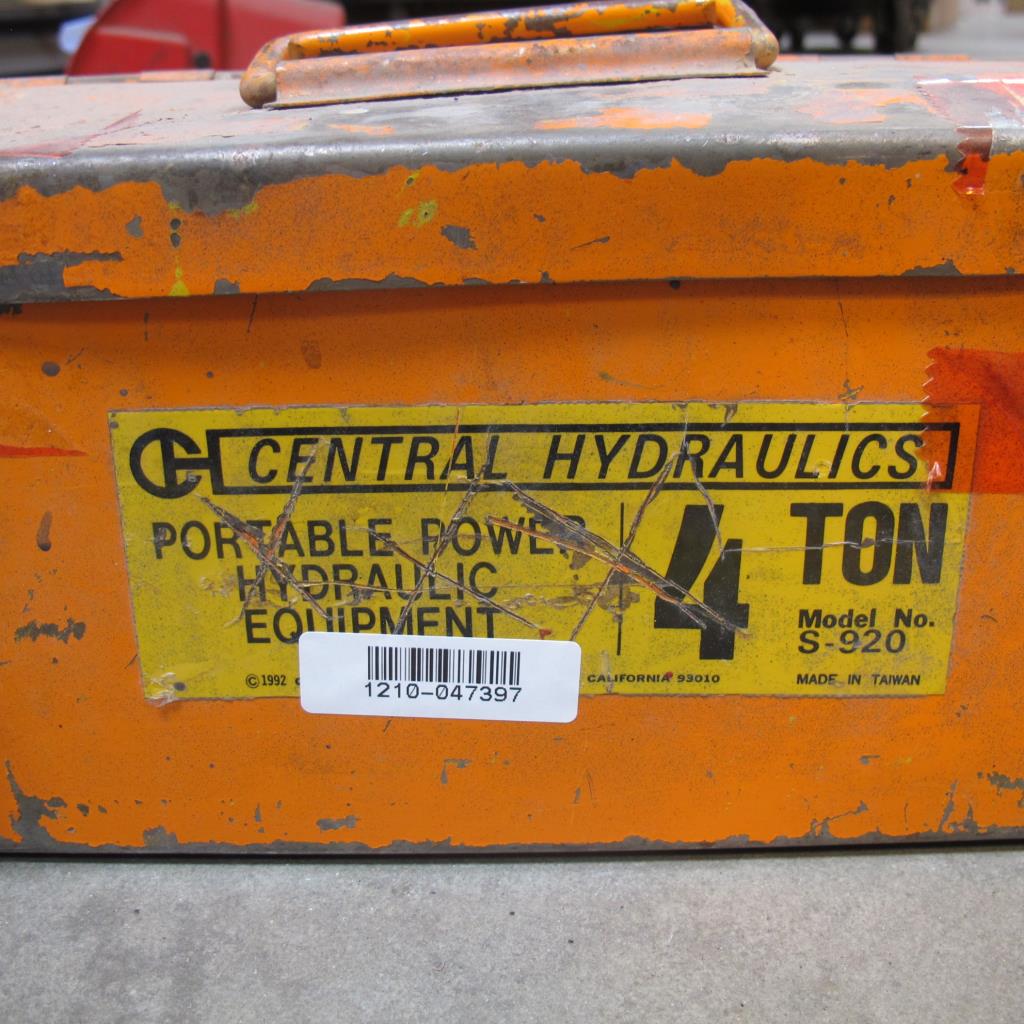 CH CENTRAL HYDRAULICS
PORTABLE POWER
HYDRAULIC
EQUIPMENT
4 TON
Model No.
S-920
©1992
CALIFORNIA 93010
MADE IN TAIWAN
1210-047397